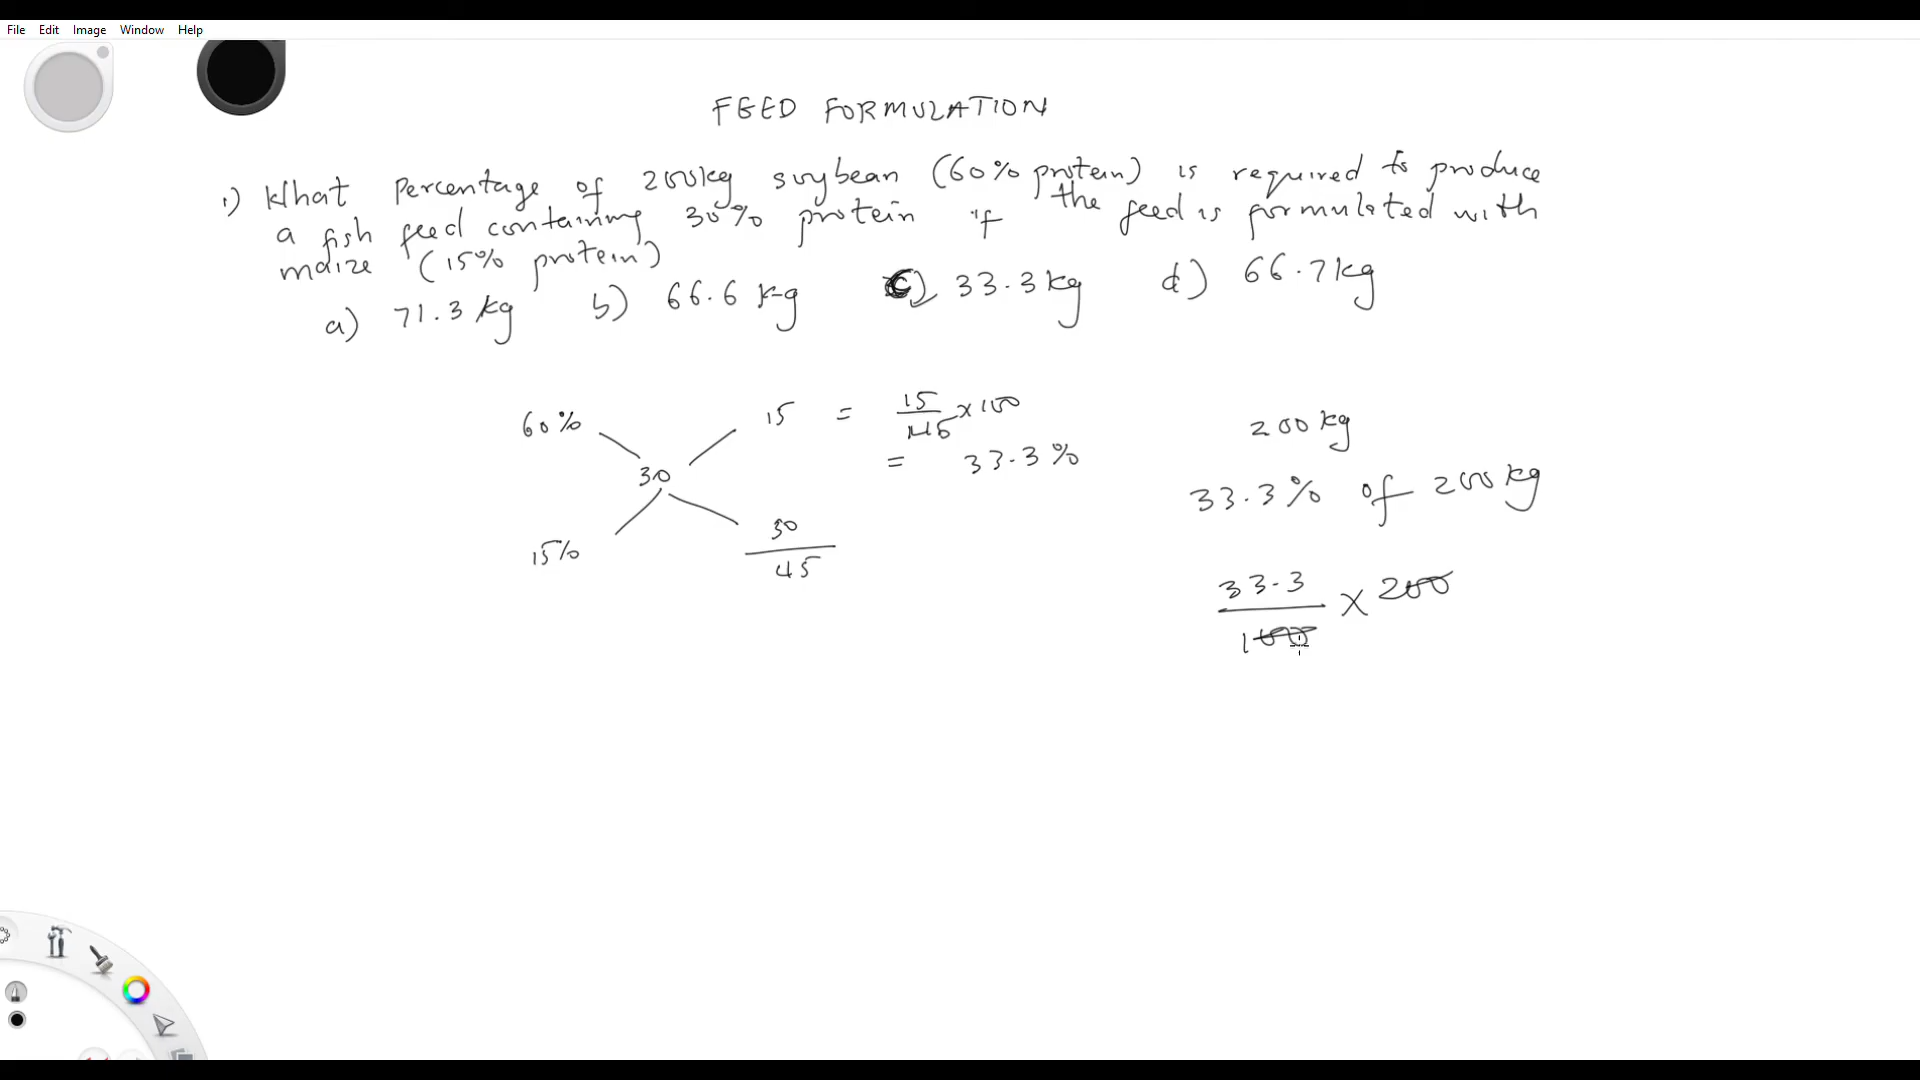 File Edit Image Window Help
FEED FORMULATION
1) What percentage of 200kg soybean (60% protein) is required to produce
a fish feed containing 30% protein if the feed is formulated with
maize (15% protein)
a) 71.3 kg b) 66.6 kg c) 33.3 kg d) 66.7 kg
60% 15 = 15/45 x 100
= 33.3%
30
15% 30
45
200 kg
33.3% of 200 kg
33.3/100 x 200